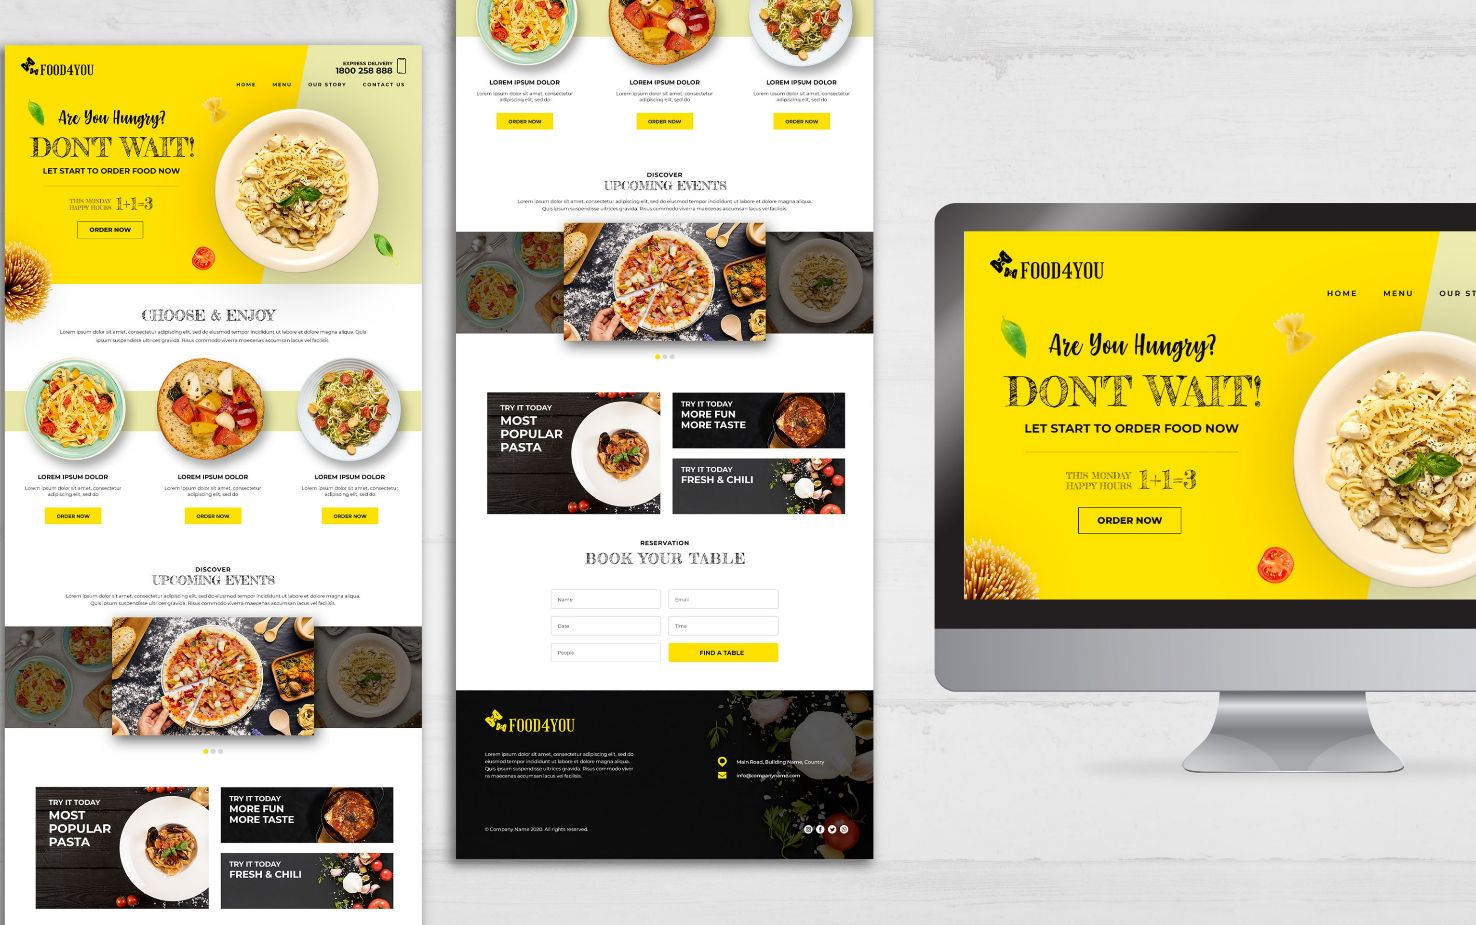 FOOD4YOU
EXPRESS DELIVERY
1800 258 888
HOME MENU OUR STORY CONTACT US
Are You Hungry?
DONT WAIT!
LET START TO ORDER FOOD NOW
THIS MONDAY
HAPPY HOURS
1+1=3
ORDER NOW
CHOOSE & ENJOY
Lorem ipsum dolor sit amet, consectetur adipiscing elit, sed do eiusmod tempor incididunt ut labore et dolore magna aliqua. Quis
ipsum suspendisse ultrices gravida. Risus commodo viverra maecenas accumsan lacus vel facilisis.
LOREM IPSUM DOLOR
Lorem ipsum dolor sit amet, consectetur
adipiscing elit, sed do
ORDER NOW
LOREM IPSUM DOLOR
Lorem ipsum dolor sit amet, consectetur
adipiscing elit, sed do
ORDER NOW
LOREM IPSUM DOLOR
Lorem ipsum dolor sit amet, consectetur
adipiscing elit, sed do
ORDER NOW
DISCOVER
UPCOMING EVENTS
Lorem ipsum dolor sit amet, consectetur adipiscing elit, sed do eiusmod tempor incididunt ut labore et dolore magna aliqua.
Quis ipsum suspendisse ultrices gravida. Risus commodo viverra maecenas accumsan lacus vel facilisis.
TRY IT TODAY
MOST
POPULAR
PASTA
TRY IT TODAY
MORE FUN
MORE TASTE
TRY IT TODAY
FRESH & CHILI
LOREM IPSUM DOLOR
Lorem ipsum dolor sit amet, consectetur
adipiscing elit, sed do
ORDER NOW
LOREM IPSUM DOLOR
Lorem ipsum dolor sit amet, consectetur
adipiscing elit, sed do
ORDER NOW
LOREM IPSUM DOLOR
Lorem ipsum dolor sit amet, consectetur
adipiscing elit, sed do
ORDER NOW
DISCOVER
UPCOMING EVENTS
Lorem ipsum dolor sit amet, consectetur adipiscing elit, sed do eiusmod tempor incididunt ut labore et dolore magna aliqua.
Quis ipsum suspendisse ultrices gravida. Risus commodo viverra maecenas accumsan lacus vel facilisis.
TRY IT TODAY
MOST
POPULAR
PASTA
TRY IT TODAY
MORE FUN
MORE TASTE
TRY IT TODAY
FRESH & CHILI
RESERVATION
BOOK YOUR TABLE
Name
Email
Date
Time
People
FIND A TABLE
FOOD4YOU
Lorem ipsum dolor sit amet, consectetur adipiscing elit, sed do
eiusmod tempor incididunt ut labore et dolore magna aliqua.
Quis ipsum suspendisse ultrices gravida. Risus commodo viver
ra maecenas accumsan lacus vel facilisis.
Main Road, Building Name, Country
info@companyname.com
© Company Name 2020. All rights reserved.
FOOD4YOU
HOME MENU OUR ST
Are You Hungry?
DONT WAIT!
LET START TO ORDER FOOD NOW
THIS MONDAY
HAPPY HOURS
1+1=3
ORDER NOW